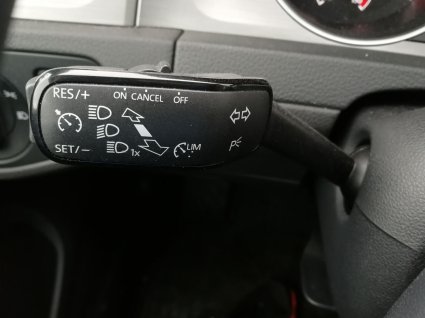 RES/+ ON CANCEL OFF
SET/- 1x LIM
P